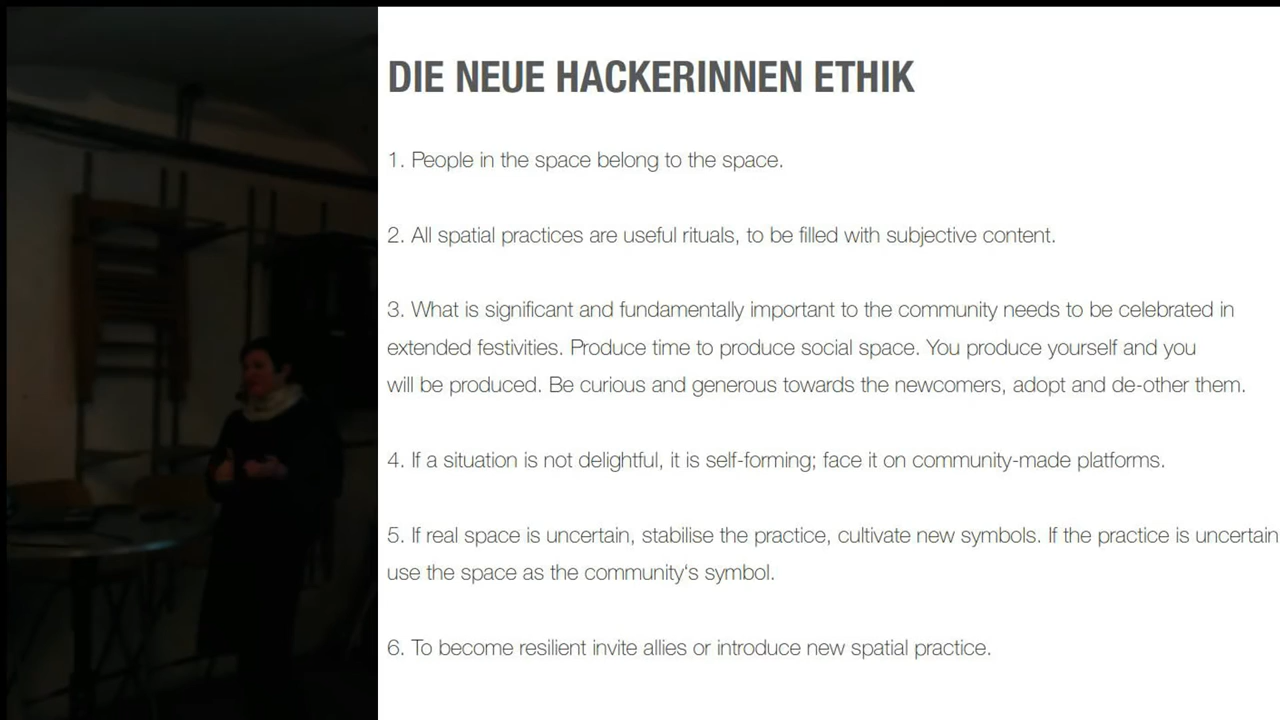 DIE NEUE HACKERINNEN ETHIK
1. People in the space belong to the space.
2. All spatial practices are useful rituals, to be filled with subjective content.
3. What is significant and fundamentally important to the community needs to be celebrated in
extended festivities. Produce time to produce social space. You produce yourself and you
will be produced. Be curious and generous towards the newcomers, adopt and de-other them.
4. If a situation is not delightful, it is self-forming; face it on community-made platforms.
5. If real space is uncertain, stabilise the practice, cultivate new symbols. If the practice is uncertain
use the space as the community‘s symbol.
6. To become resilient invite allies or introduce new spatial practice.